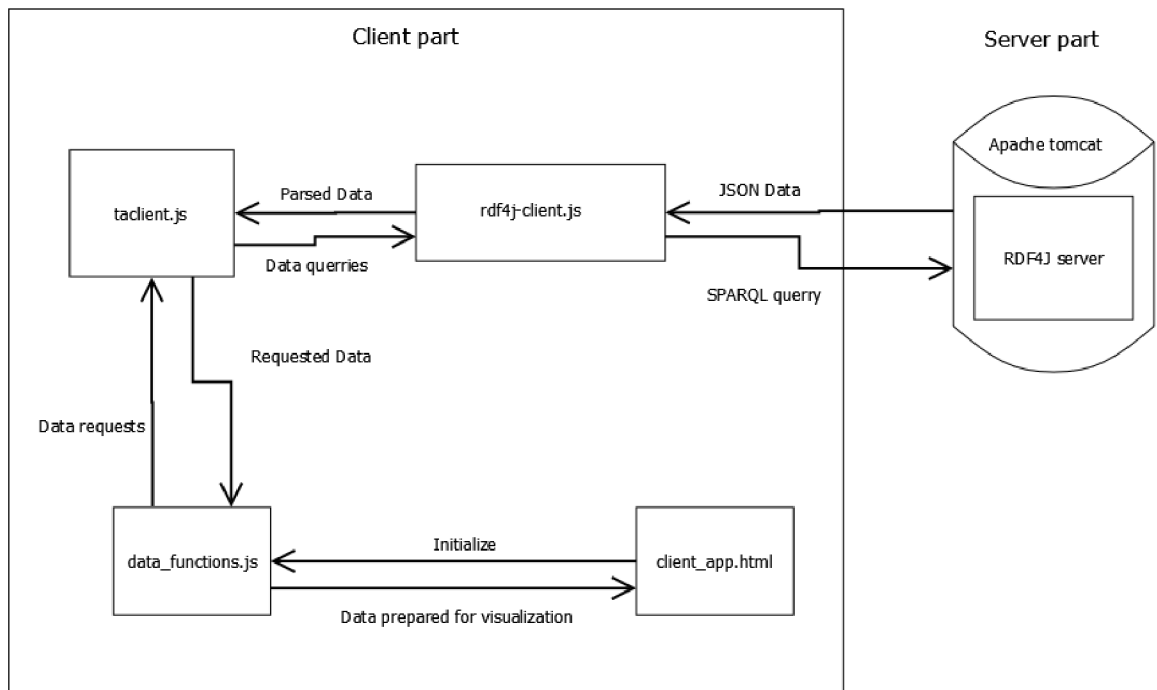 Client part
Server part
Apache tomcat
taclient.js
Parsed Data
rdf4j-client.js
JSON Data
RDF4J server
Data querries
SPARQL querry
Requested Data
Data requests
data_functions.js
Initialize
client_app.html
Data prepared for visualization